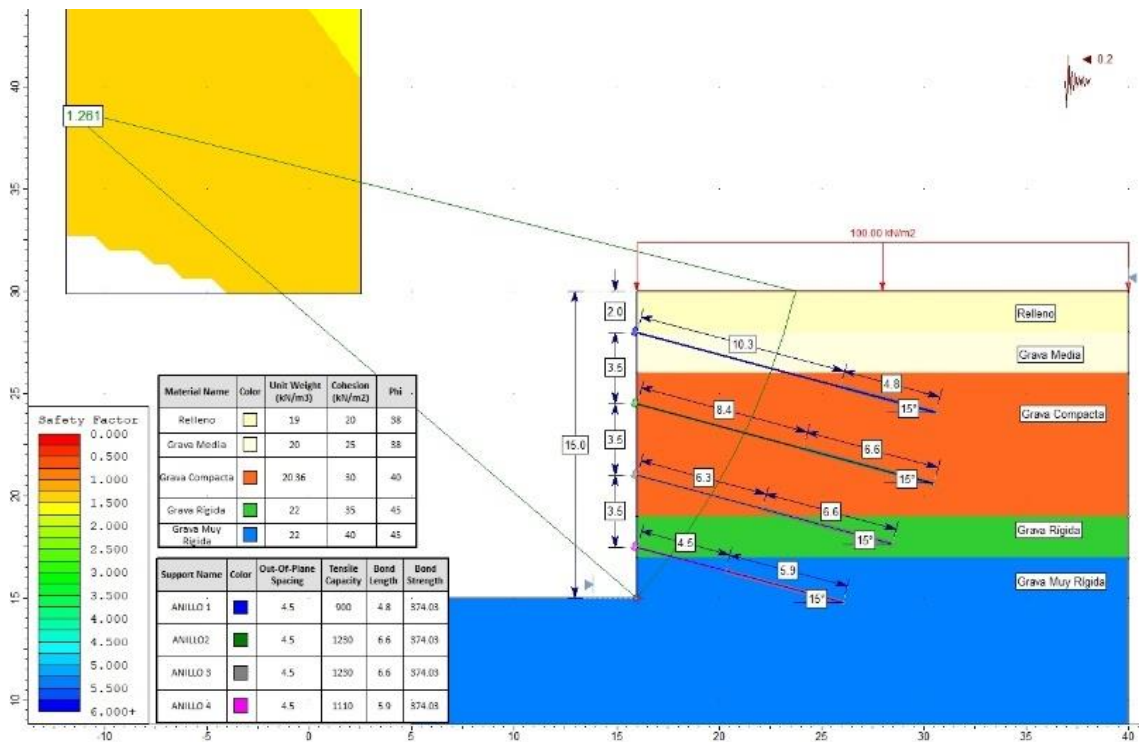 0.2
1.261
100.00 kN/m2
Relleno
Grava Media
Grava Compacta
Grava Rigida
Grava Muy Rigida
2.0
3.5
3.5
3.5
15.0
10.3
4.8
15°
8.4
6.6
15°
6.3
6.6
15°
4.5
5.9
15°
Material Name Color Unit Weight (kN/m3) Cohesion (kN/m2) Phi
Relleno 19 20 38
Grava Media 20 25 38
Grava Compacta 20.36 30 40
Grava Rígida 22 35 45
Grava Muy Rígida 22 40 45
Support Name Color Out-Of-Plane Spacing Tensile Capacity Bond Length Bond Strength
ANILLO 1 4.5 900 4.8 374.03
ANILLO2 4.5 1230 6.6 374.03
ANILLO 3 4.5 1230 6.6 374.03
ANILLO 4 4.5 1110 5.9 374.03
Safety Factor
0.000
0.500
1.000
1.500
2.000
2.500
3.000
3.500
4.000
4.500
5.000
5.500
6.000+
40
35
30
25
20
15
10
-10 -5 0 5 10 15 20 25 30 35 40